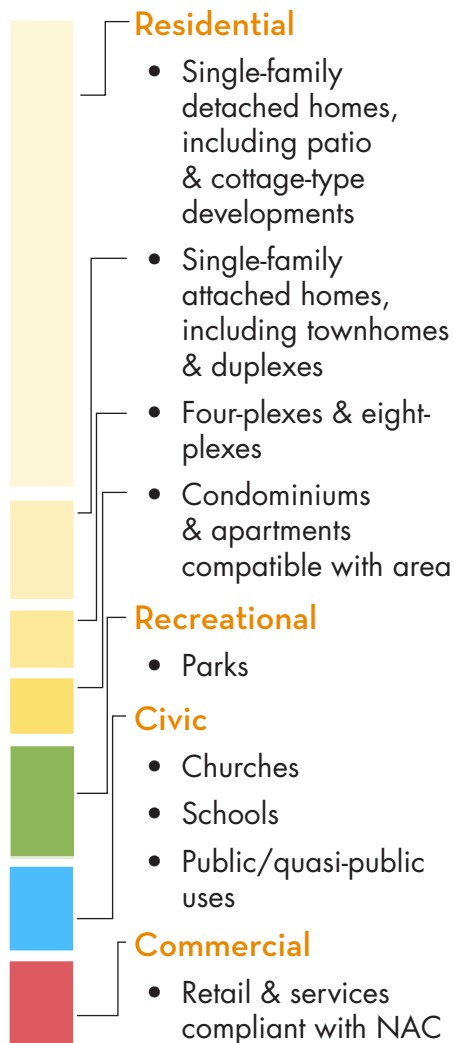 Residential
• Single-family
detached homes,
including patio
& cottage-type
developments
• Single-family
attached homes,
including townhomes
& duplexes
• Four-plexes & eight-
plexes
• Condominiums
& apartments
compatible with area
Recreational
• Parks
Civic
• Churches
• Schools
• Public/quasi-public
uses
Commercial
• Retail & services
compliant with NAC